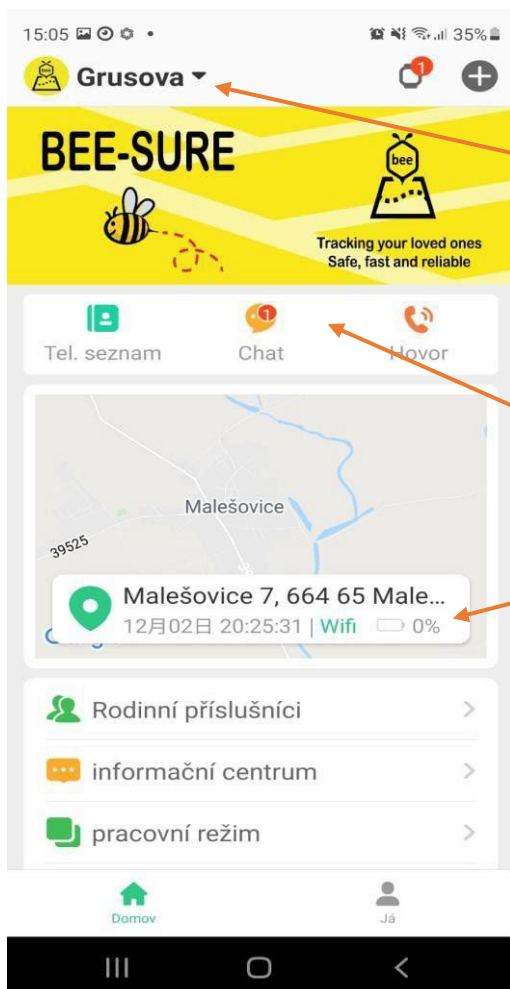 15:05
35%
Grusova
1
BEE-SURE
bee
Tracking your loved ones
Safe, fast and reliable
1
Tel. seznam
Chat
Hovor
Malešovice
39525
Malešovice 7, 664 65 Male...
12月02日 20:25:31 | Wifi 0%
Rodinní příslušníci
informační centrum
pracovní režim
Domov
Já